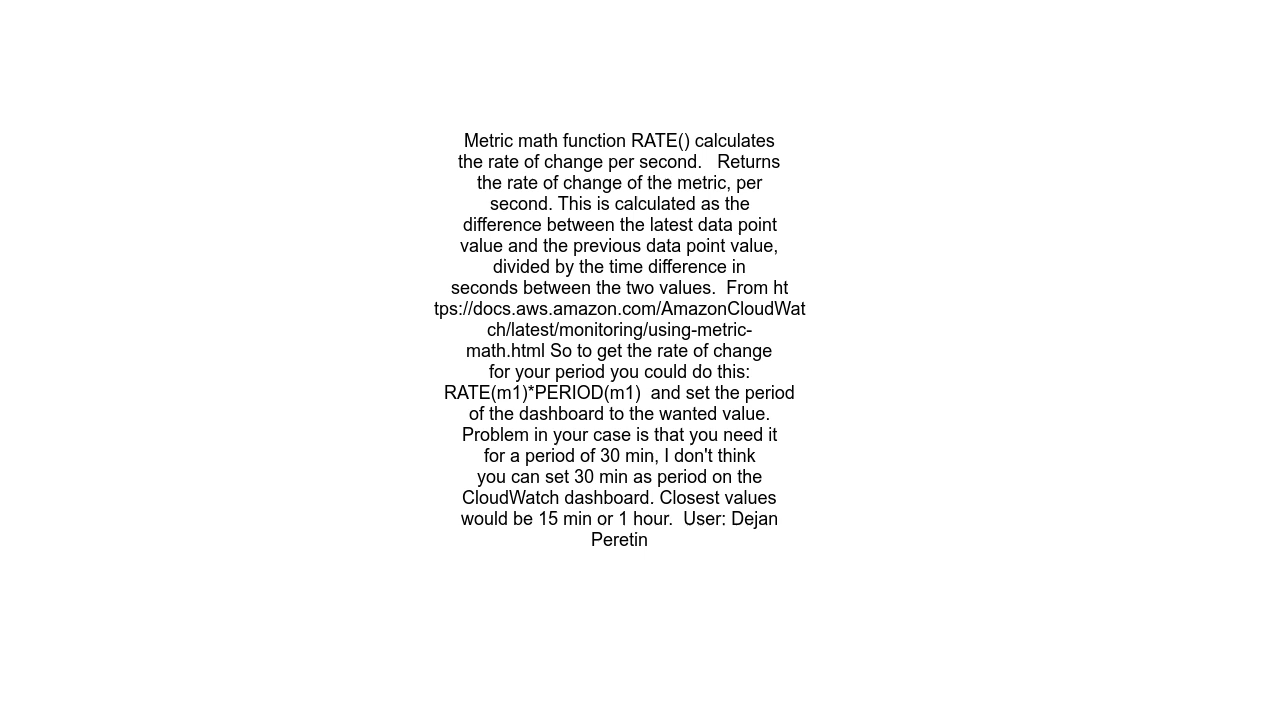 Metric math function RATE() calculates
the rate of change per second.   Returns
the rate of change of the metric, per
second. This is calculated as the
difference between the latest data point
value and the previous data point value,
divided by the time difference in
seconds between the two values.  From ht
tps://docs.aws.amazon.com/AmazonCloudWat
ch/latest/monitoring/using-metric-
math.html So to get the rate of change
for your period you could do this:
RATE(m1)*PERIOD(m1)  and set the period
of the dashboard to the wanted value.
Problem in your case is that you need it
for a period of 30 min, I don't think
you can set 30 min as period on the
CloudWatch dashboard. Closest values
would be 15 min or 1 hour.  User: Dejan
Peretin